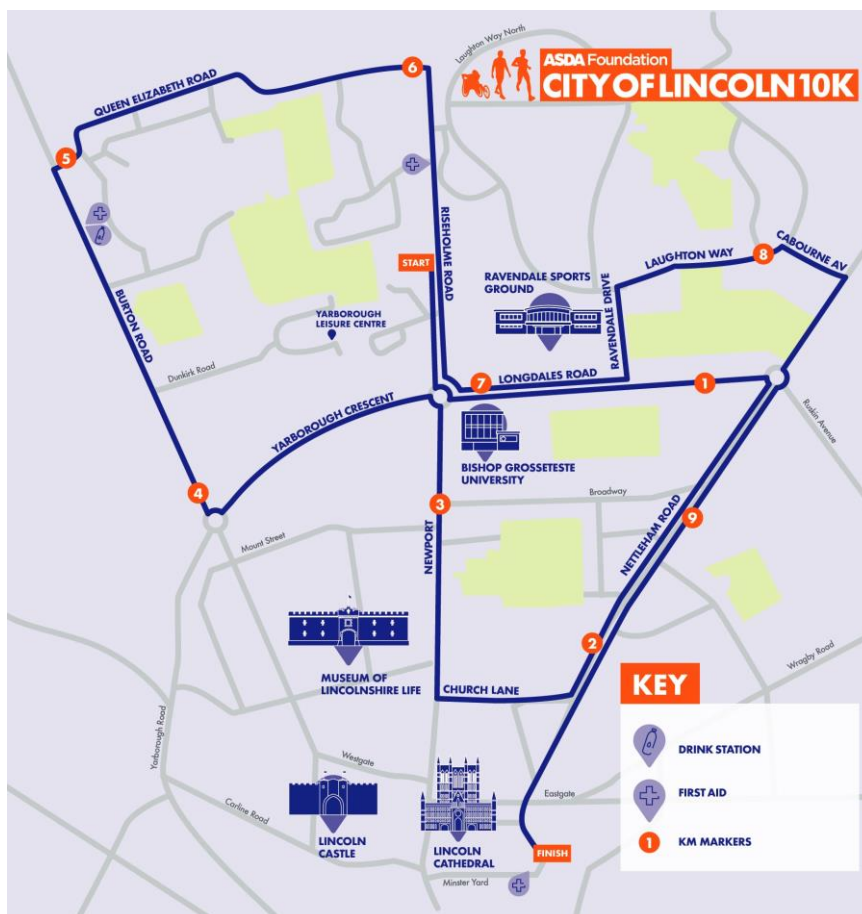 Laughton Way North
ASDA Foundation
CITY OF LINCOLN 10K
6
QUEEN ELIZABETH ROAD
5
RISEHOLME ROAD
START
RAVENDALE SPORTS
GROUND
RAVENDALE DRIVE
LAUGHTON WAY
8
CABOURNE AV
BURTON ROAD
YARBOROUGH
LEISURE CENTRE
Dunkirk Road
7
LONGDALES ROAD
1
YARBOROUGH CRESCENT
Ruskin Avenue
BISHOP GROSSETESTE
UNIVERSITY
4
3
Broadway
NEWPORT
NETTLEHAM ROAD
9
Mount Street
2
Wragby Road
MUSEUM OF
LINCOLNSHIRE LIFE
CHURCH LANE
Yarborough Road
Westgate
Carline Road
LINCOLN
CASTLE
LINCOLN
CATHEDRAL
Eastgate
FINISH
Minster Yard
KEY
DRINK STATION
FIRST AID
1
KM MARKERS